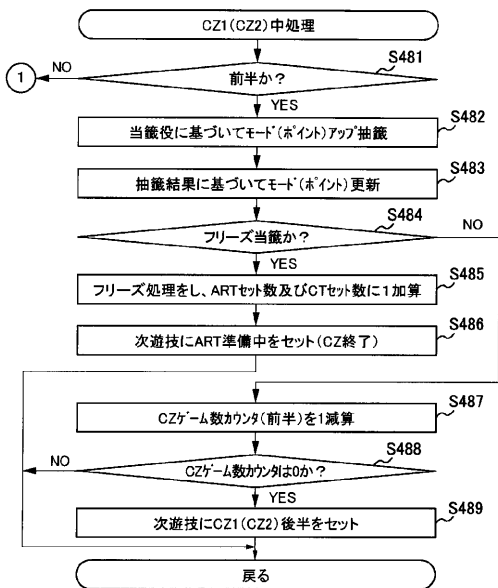 CZ1(CZ2)中処理
S481
前半か?
NO
1
YES
S482
当籤役に基づいてモード(ポイント)アップ抽籤
S483
抽籤結果に基づいてモード(ポイント)更新
S484
フリーズ当籤か?
NO
YES
S485
フリーズ処理をし、ARTセット数及びCTセット数に1加算
S486
次遊技にART準備中をセット(CZ終了)
S487
CZゲーム数カウンタ(前半)を1減算
S488
CZゲーム数カウンタは0か?
NO
YES
S489
次遊技にCZ1(CZ2)後半をセット
戻る